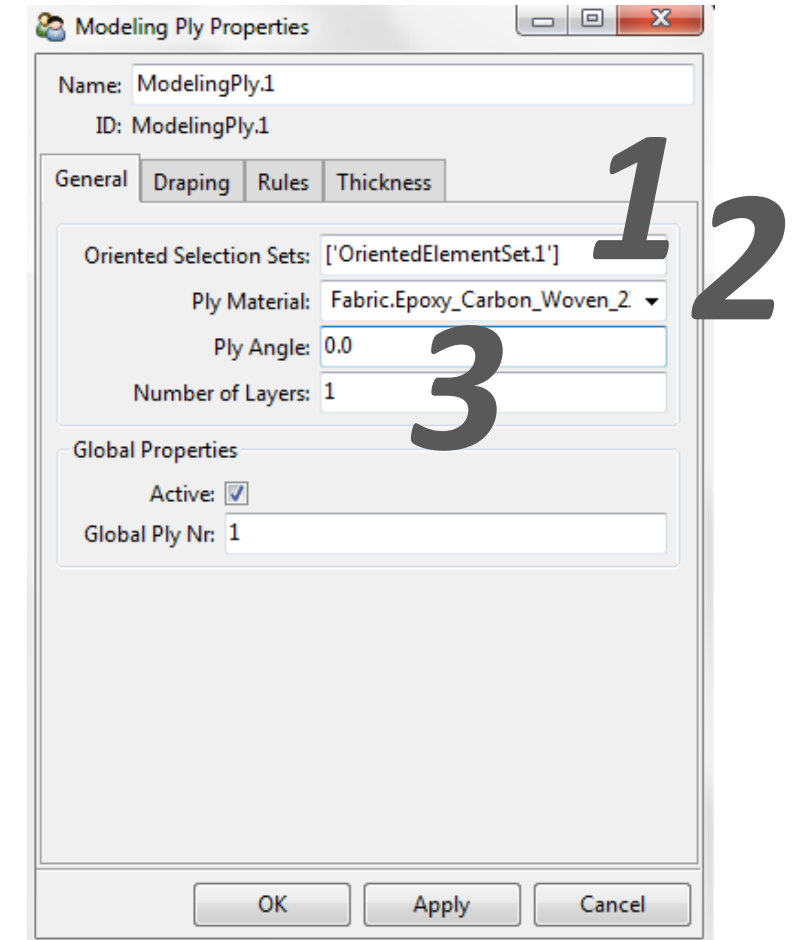 Modeling Ply Properties
Name: ModelingPly.1
ID: ModelingPly.1
General Draping Rules Thickness
1
Oriented Selection Sets: ['OrientedElementSet.1']
2
Ply Material: Fabric.Epoxy_Carbon_Woven_2
Ply Angle: 0.0
3
Number of Layers: 1
Global Properties
Active:
Global Ply Nr: 1
OK Apply Cancel